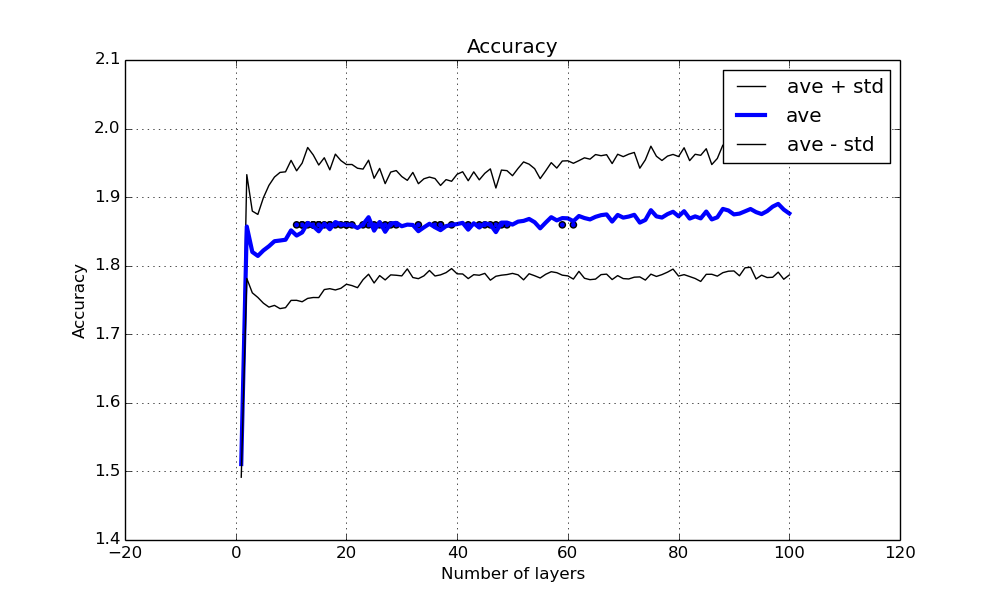 Accuracy
2.1
2.0
1.9
1.8
1.7
1.6
1.5
1.4
Accuracy
ave + std
ave
ave - std
−20 0 20 40 60 80 100 120
Number of layers